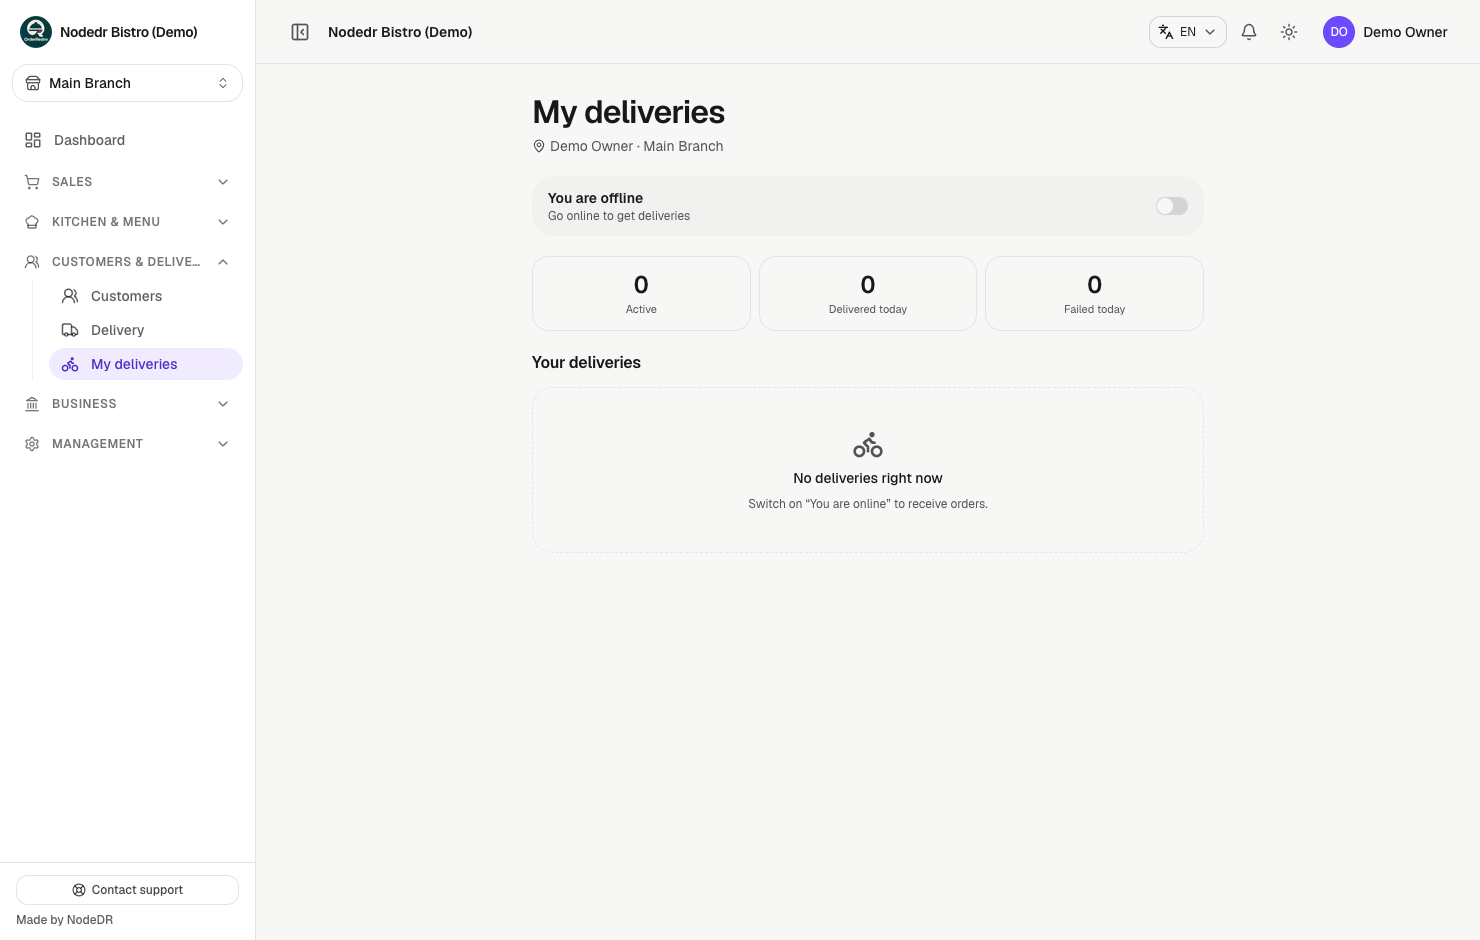 Nodedr Bistro (Demo)
Main Branch
Dashboard
SALES
KITCHEN & MENU
CUSTOMERS & DELIVE…
Customers
Delivery
My deliveries
BUSINESS
MANAGEMENT
Contact support
Made by NodeDR
Nodedr Bistro (Demo)
EN
DO
Demo Owner
My deliveries
Demo Owner · Main Branch
You are offline
Go online to get deliveries
0
Active
0
Delivered today
0
Failed today
Your deliveries
No deliveries right now
Switch on “You are online” to receive orders.